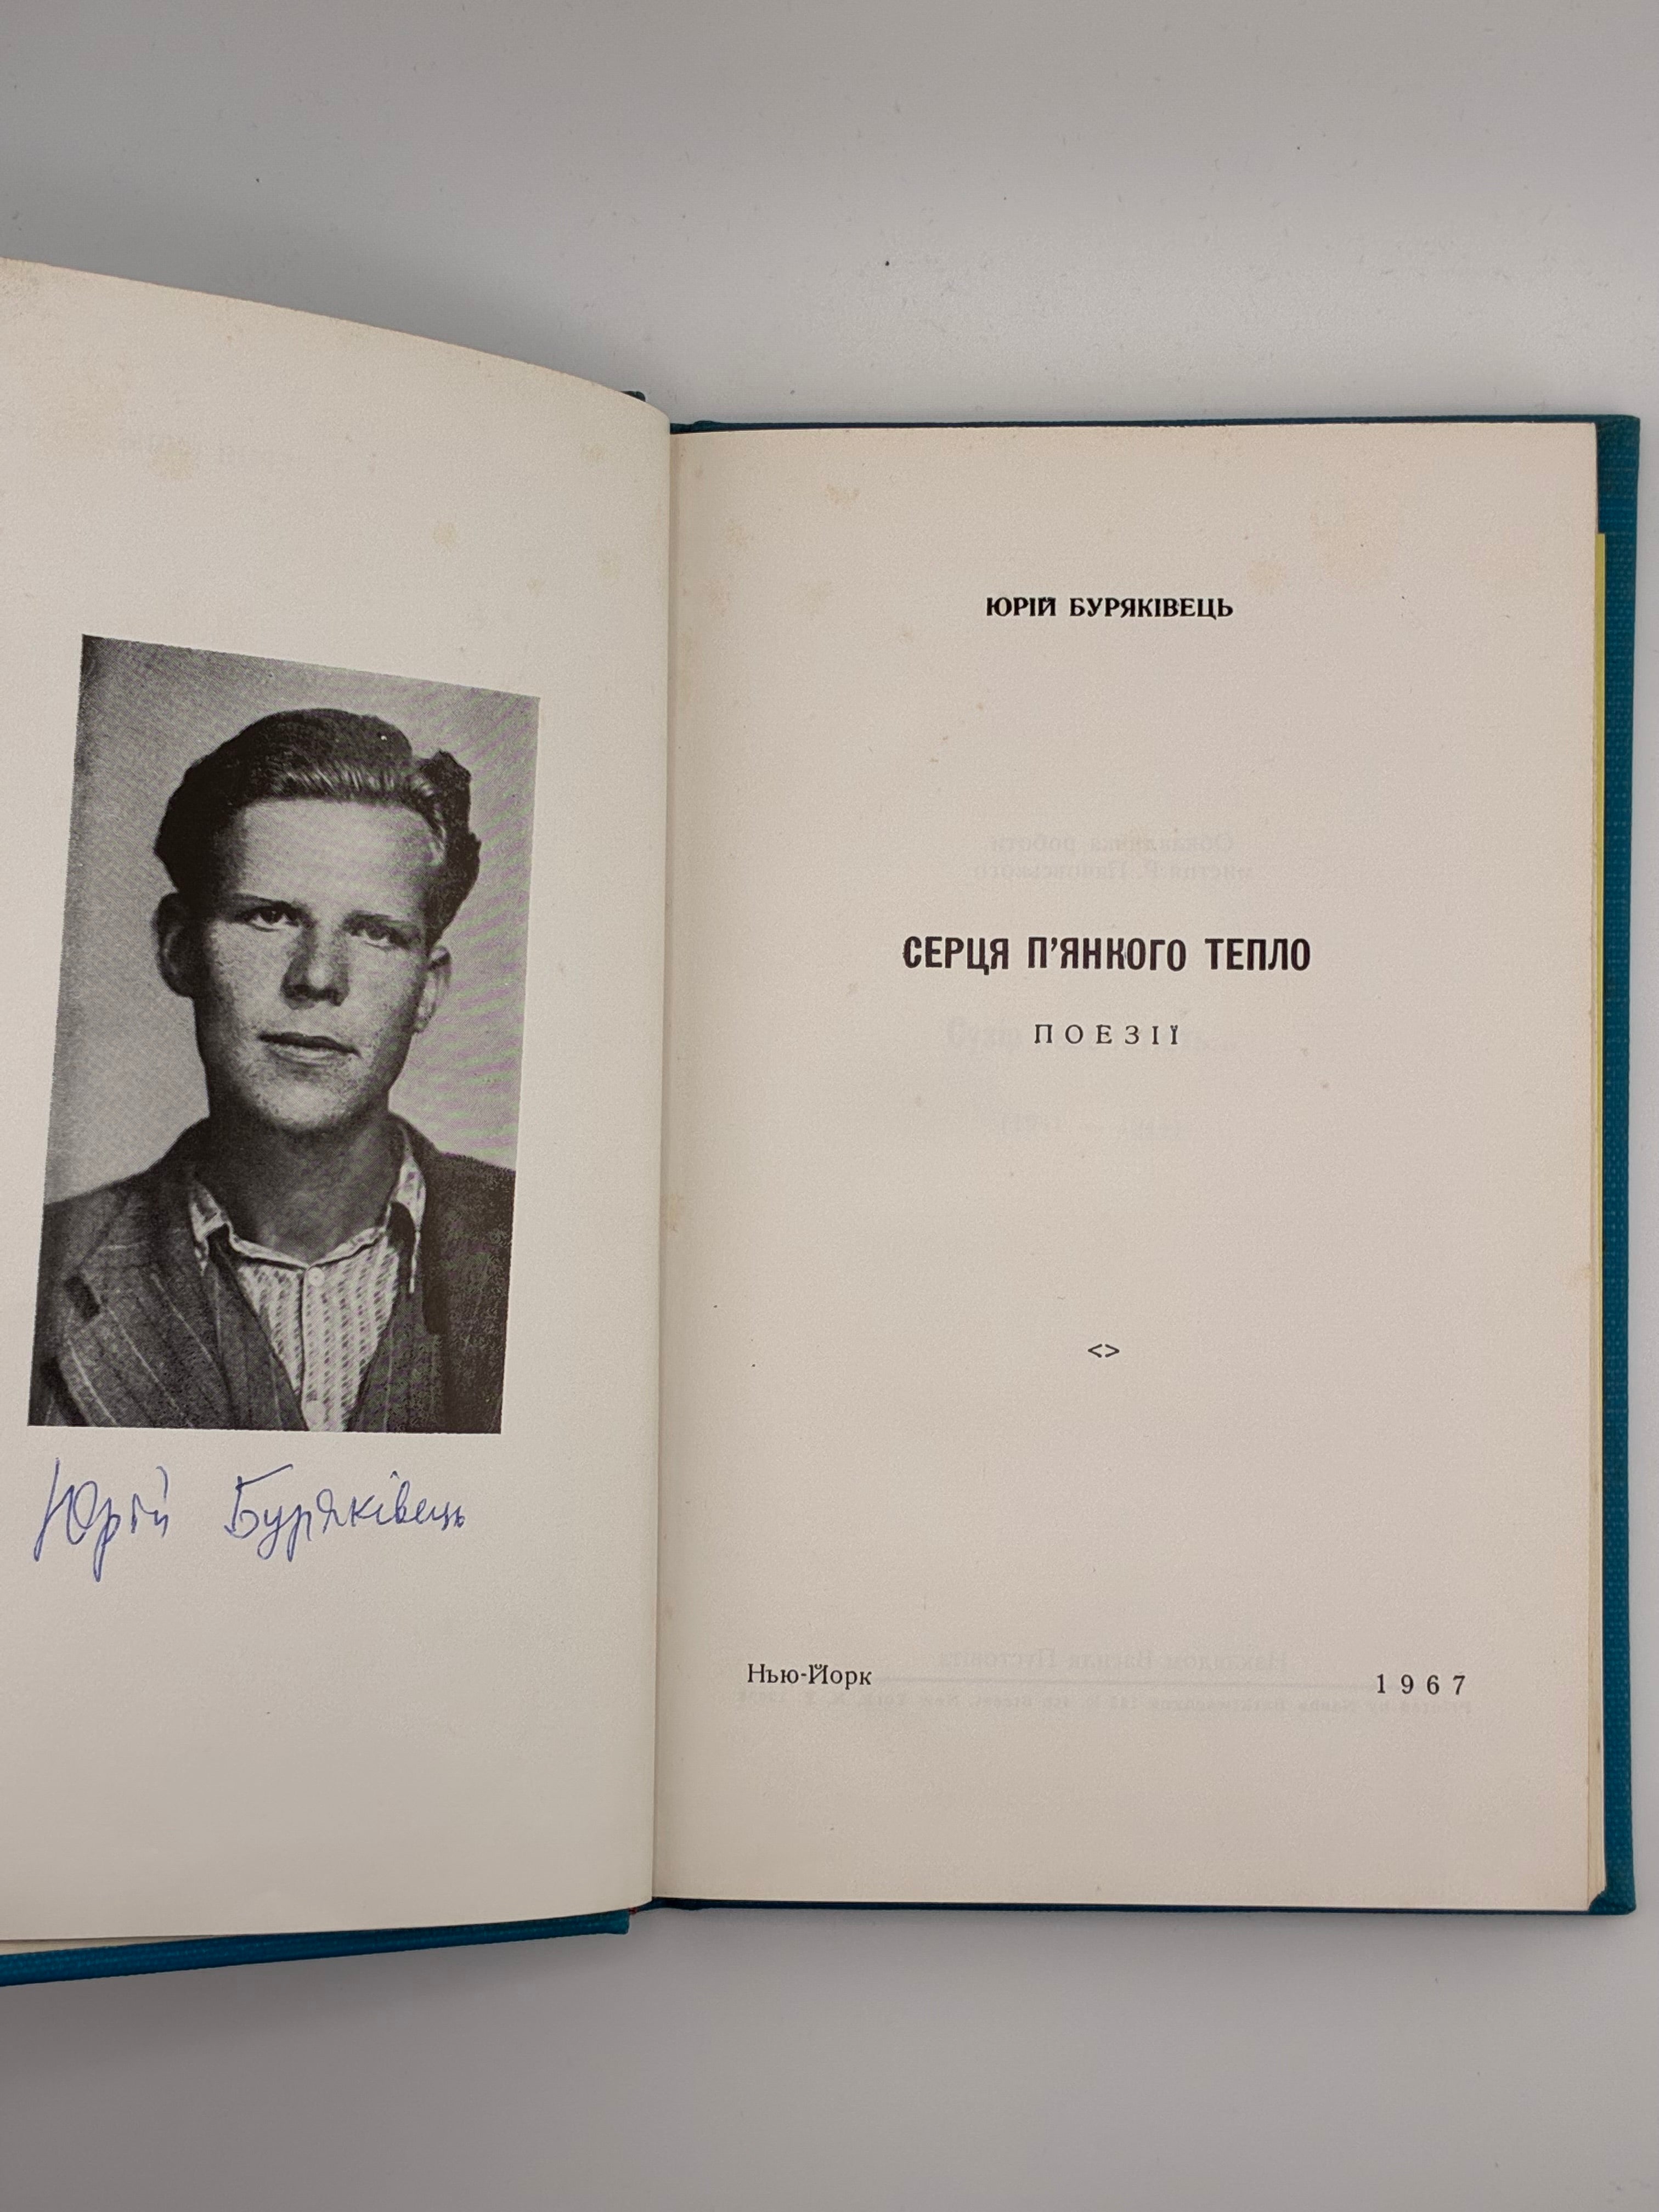 Юрій Буряківець
ЮРІЙ БУРЯКІВЕЦЬ
СЕРЦЯ П'ЯНКОГО ТЕПЛО
ПОЕЗІЇ
<>
Нью-Йорк 1967